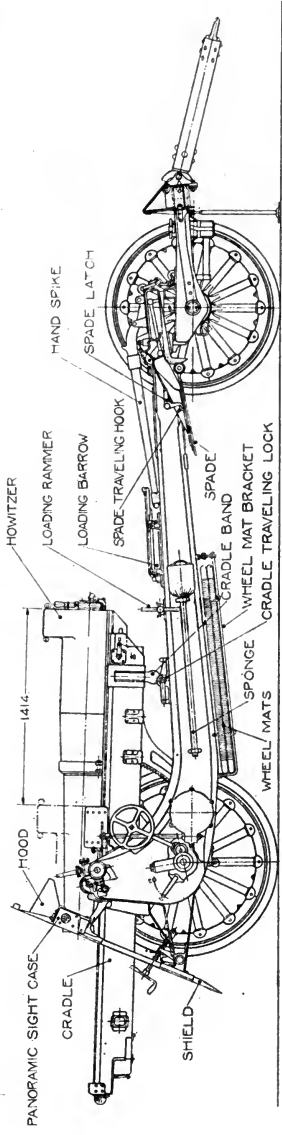 HOWITZER
LOADING RAMMER
LOADING BARROW
HAND SPIKE
SPADE LATCH
SPADE TRAVELING HOOK
1414
HOOD
PANORAMIC SIGHT CASE
CRADLE
SHIELD
SPADE
CRADLE BAND
WHEEL MAT BRACKET
CRADLE TRAVELING LOCK
SPONGE
WHEEL MATS